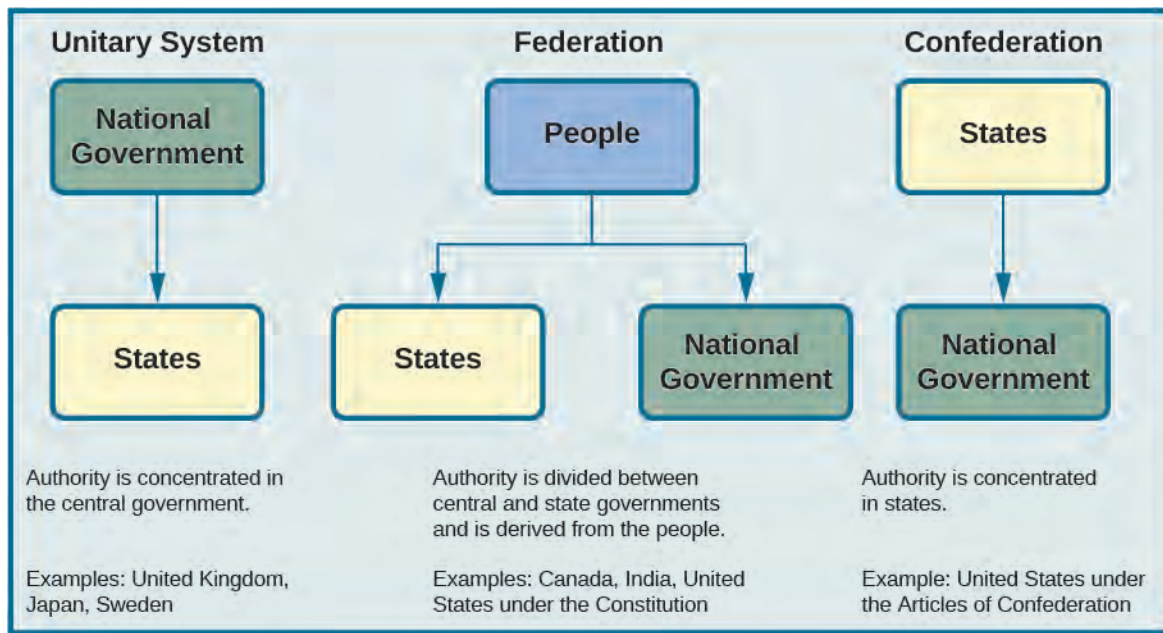 Unitary System
National
Government
States
Authority is concentrated in
the central government.
Examples: United Kingdom,
Japan, Sweden
Federation
People
States
National
Government
Authority is divided between
central and state governments
and is derived from the people.
Examples: Canada, India, United
States under the Constitution
Confederation
States
National
Government
Authority is concentrated
in states.
Example: United States under
the Articles of Confederation